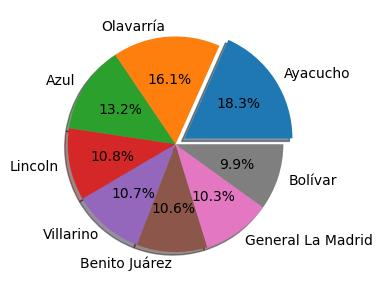 Olavarría
16.1%
Ayacucho
18.3%
Azul
13.2%
Lincoln
10.8%
Bolívar
9.9%
Villarino
10.7%
Benito Juárez
10.6%
General La Madrid
10.3%